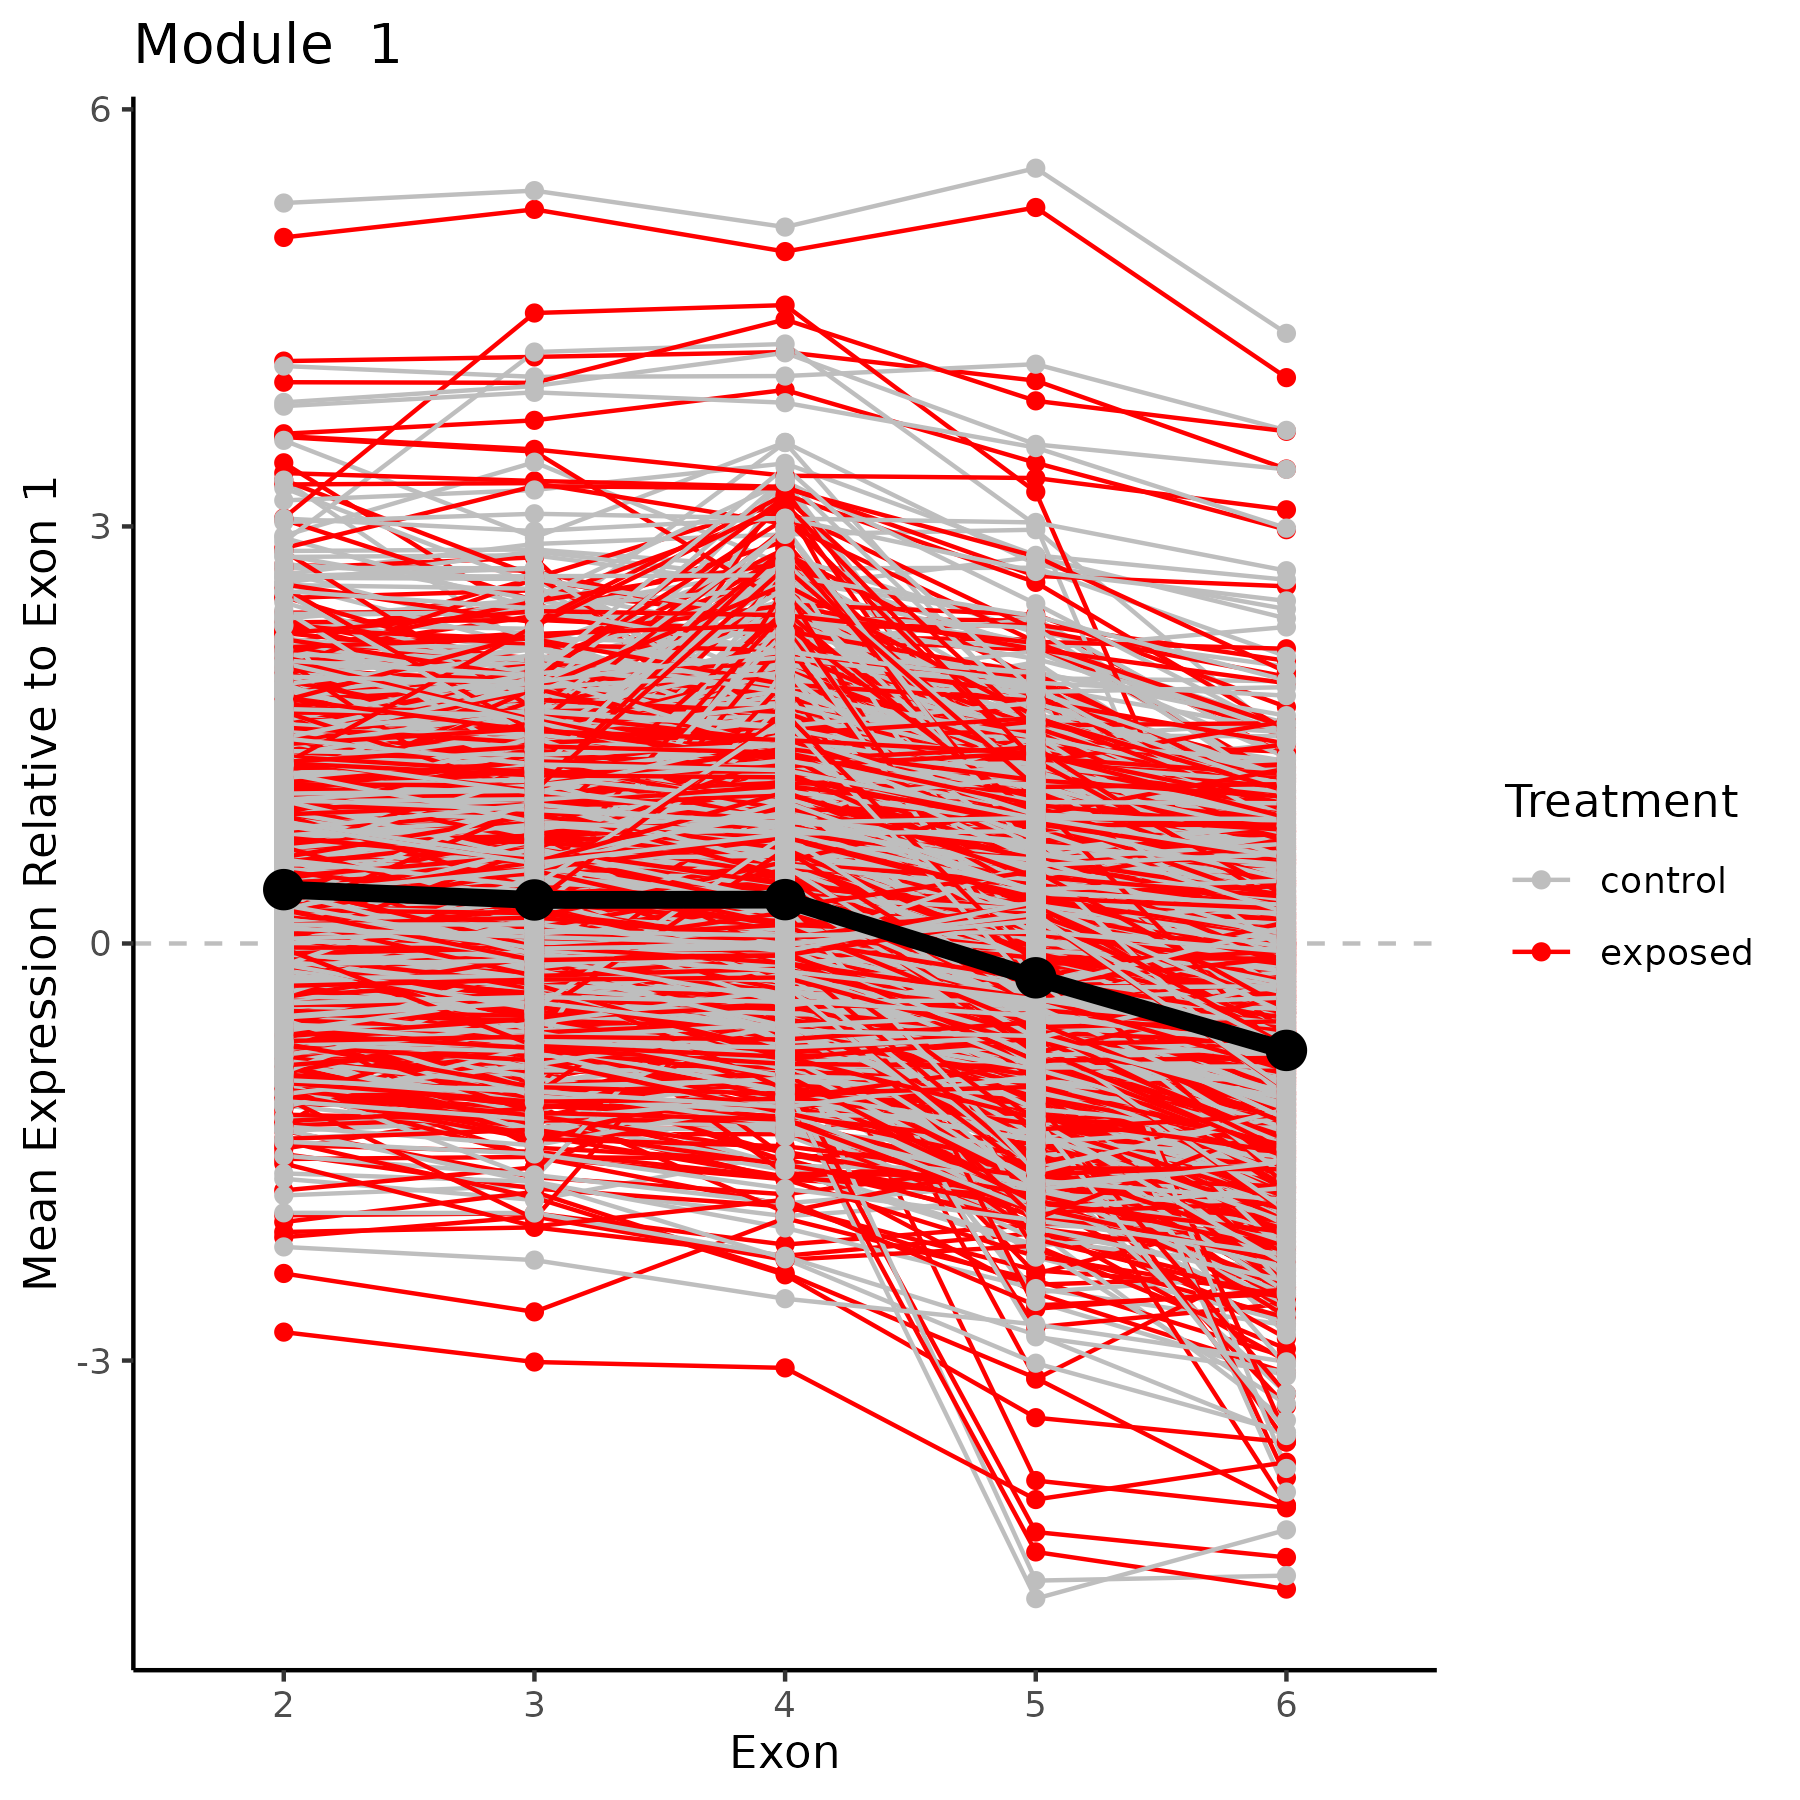 Module  1
6
3
0
-3
Mean Expression Relative to Exon 1
2 3 4 5 6
Exon
Treatment
control
exposed